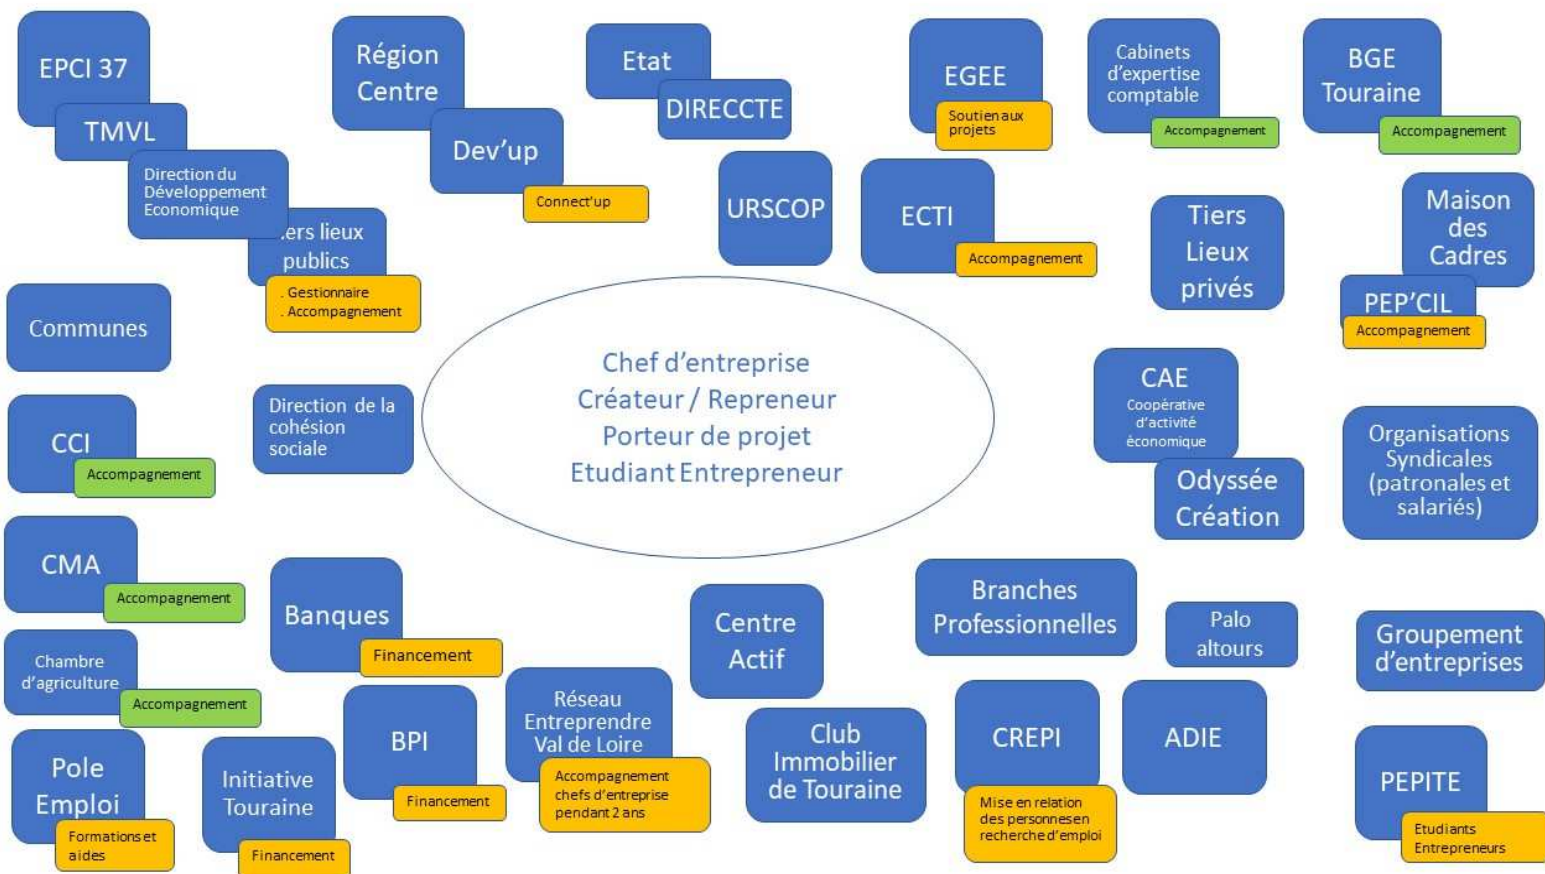 EPCI 37
TMVL
Direction du
Développement
Economique
lieux
publics
. Gestionnaire
. Accompagnement
Région
Centre
Dev'up
Connect'up
Etat
DIRECCTE
URSCOP
EGEE
Soutien aux
projets
ECTI
Accompagnement
Cabinets
d'expertise
comptable
Accompagnement
BGE
Touraine
Accompagnement
Tiers
Lieux
privés
Maison
des
Cadres
PEP'CIL
Accompagnement
Communes
CCI
Accompagnement
Direction de la
cohésion
sociale
Chef d'entreprise
Créateur / Repreneur
Porteur de projet
Etudiant Entrepreneur
CAE
Coopèrative
d'activité
èconomique
Odyssée
Création
Organisations
Syndicales
(patronales et
salariés)
CMA
Accompagnement
Banques
Financement
Chambre
d'agriculture
Accompagnement
Centre
Actif
Branches
Professionnelles
Palo
altours
Groupement
d'entreprises
Pole
Emploi
Formations et
aides
Initiative
Touraine
Financement
BPI
Financement
Réseau
Entreprendre
Val de Loire
Accompagnement
chefs d'entreprise
pendant 2 ans
Club
Immobilier
de Touraine
CREPI
Mise en relation
des personnes en
recherche d'emploi
ADIE
PEPITE
Etudiants
Entrepreneurs